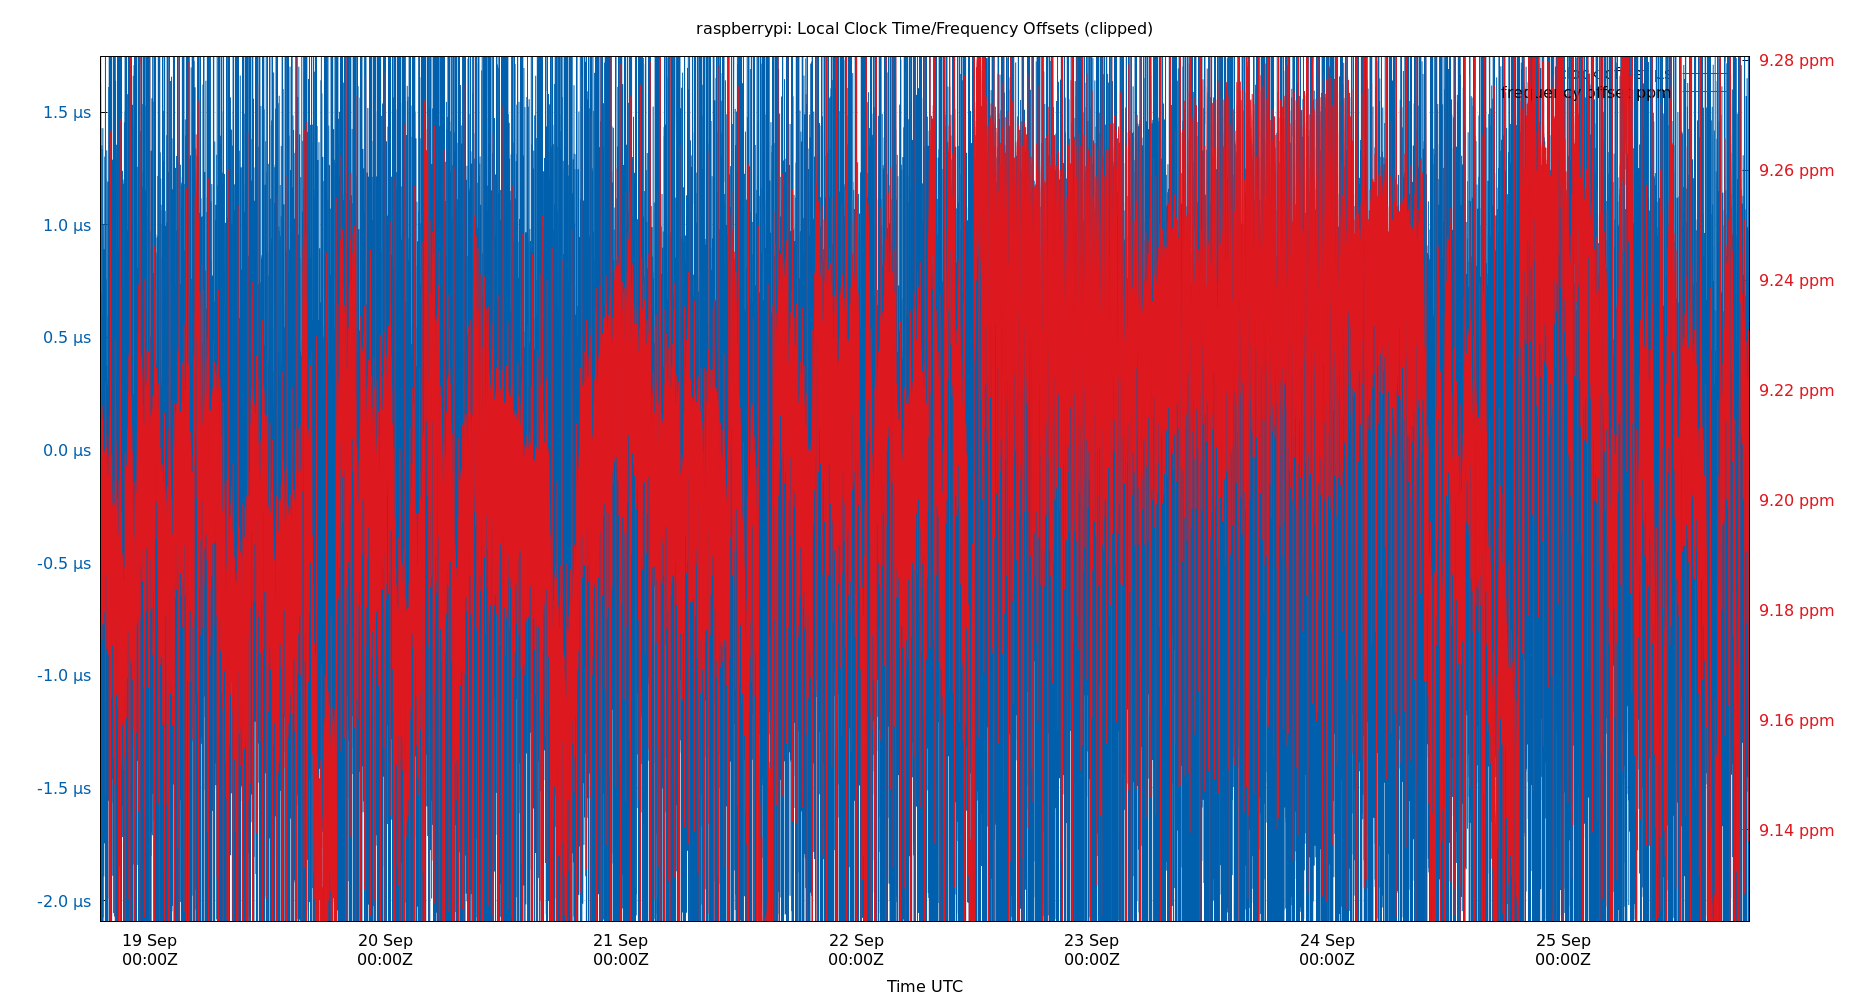 raspberrypi: Local Clock Time/Frequency Offsets (clipped)
9.28 ppm
frequency offset ppm
1.5 µs
9.26 ppm
1.0 µs
9.24 ppm
0.5 µs
9.22 ppm
0.0 µs
9.20 ppm
-0.5 µs
9.18 ppm
-1.0 µs
9.16 ppm
-1.5 µs
9.14 ppm
-2.0 µs
19 Sep
00:00Z
20 Sep
00:00Z
21 Sep
00:00Z
22 Sep
00:00Z
23 Sep
00:00Z
24 Sep
00:00Z
25 Sep
00:00Z
Time UTC